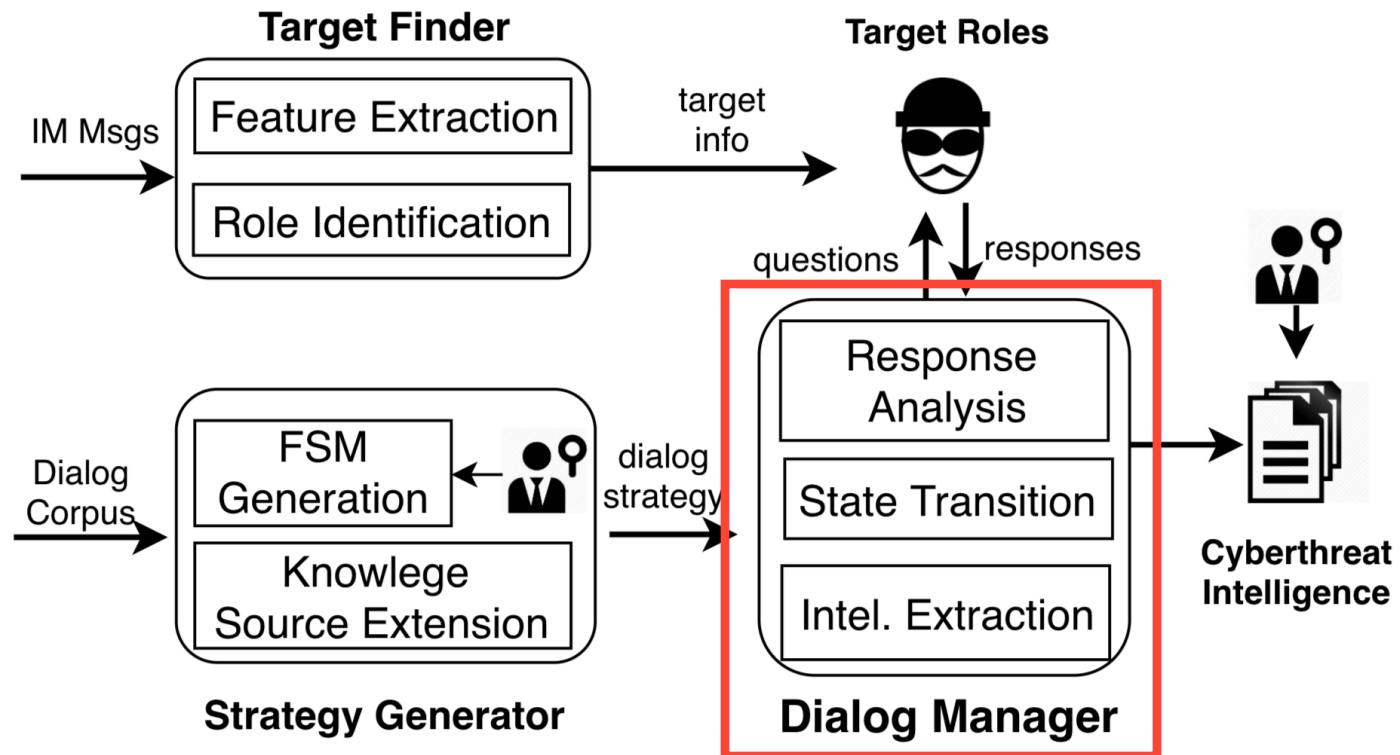 Target Finder
Target Roles
IM Msgs
Feature Extraction
Role Identification
target
info
questions
responses
Response
Analysis
State Transition
Intel. Extraction
Dialog Manager
Dialog
Corpus
FSM
Generation
Knowlege
Source Extension
Strategy Generator
dialog
strategy
Cyberthreat
Intelligence